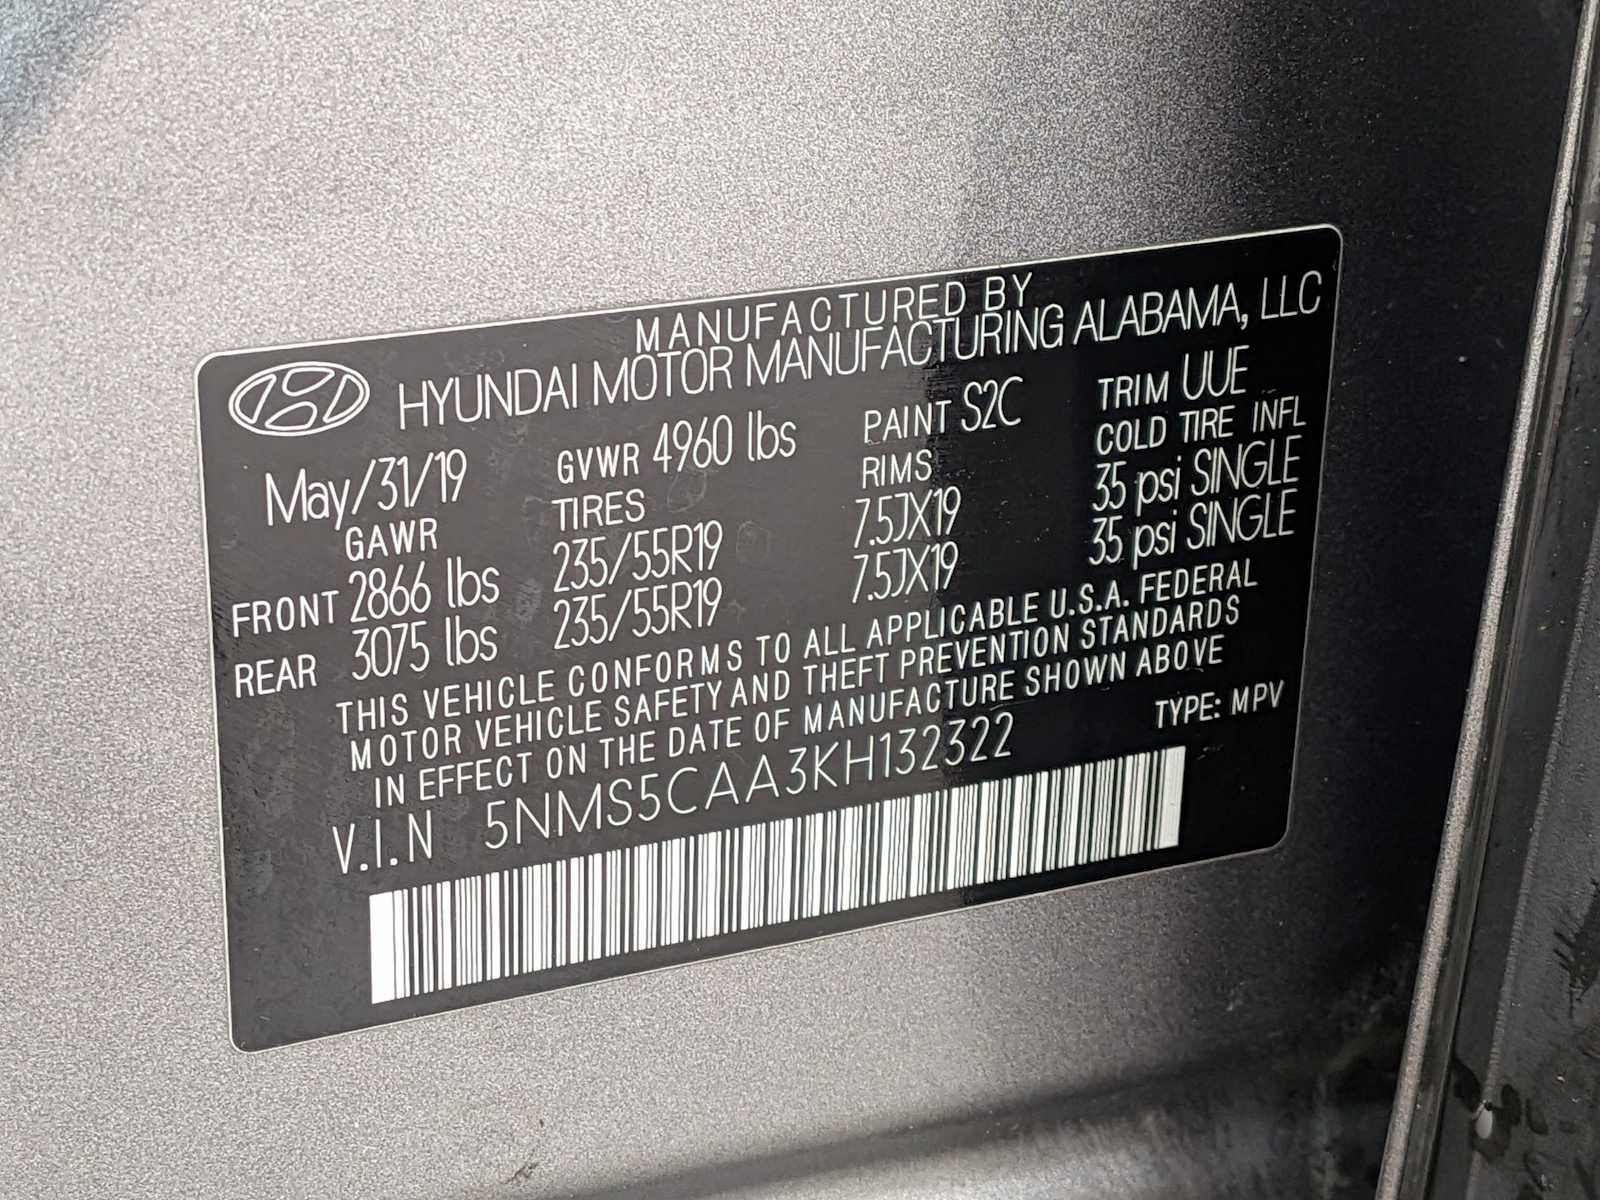 MANUFACTURED BY
HYUNDAI MOTOR MANUFACTURING ALABAMA, LLC
May/31/19 GVWR 4960 lbs PAINT S2C TRIM UUE
GAWR TIRES RIMS COLD TIRE INFL
FRONT 2866 lbs 235/55R19 7.5JX19 35 psi SINGLE
REAR 3075 lbs 235/55R19 7.5JX19 35 psi SINGLE
THIS VEHICLE CONFORMS TO ALL APPLICABLE U.S.A. FEDERAL
MOTOR VEHICLE SAFETY AND THEFT PREVENTION STANDARDS
IN EFFECT ON THE DATE OF MANUFACTURE SHOWN ABOVE
V.I.N 5NMS5CAA3KH132322 TYPE: MPV